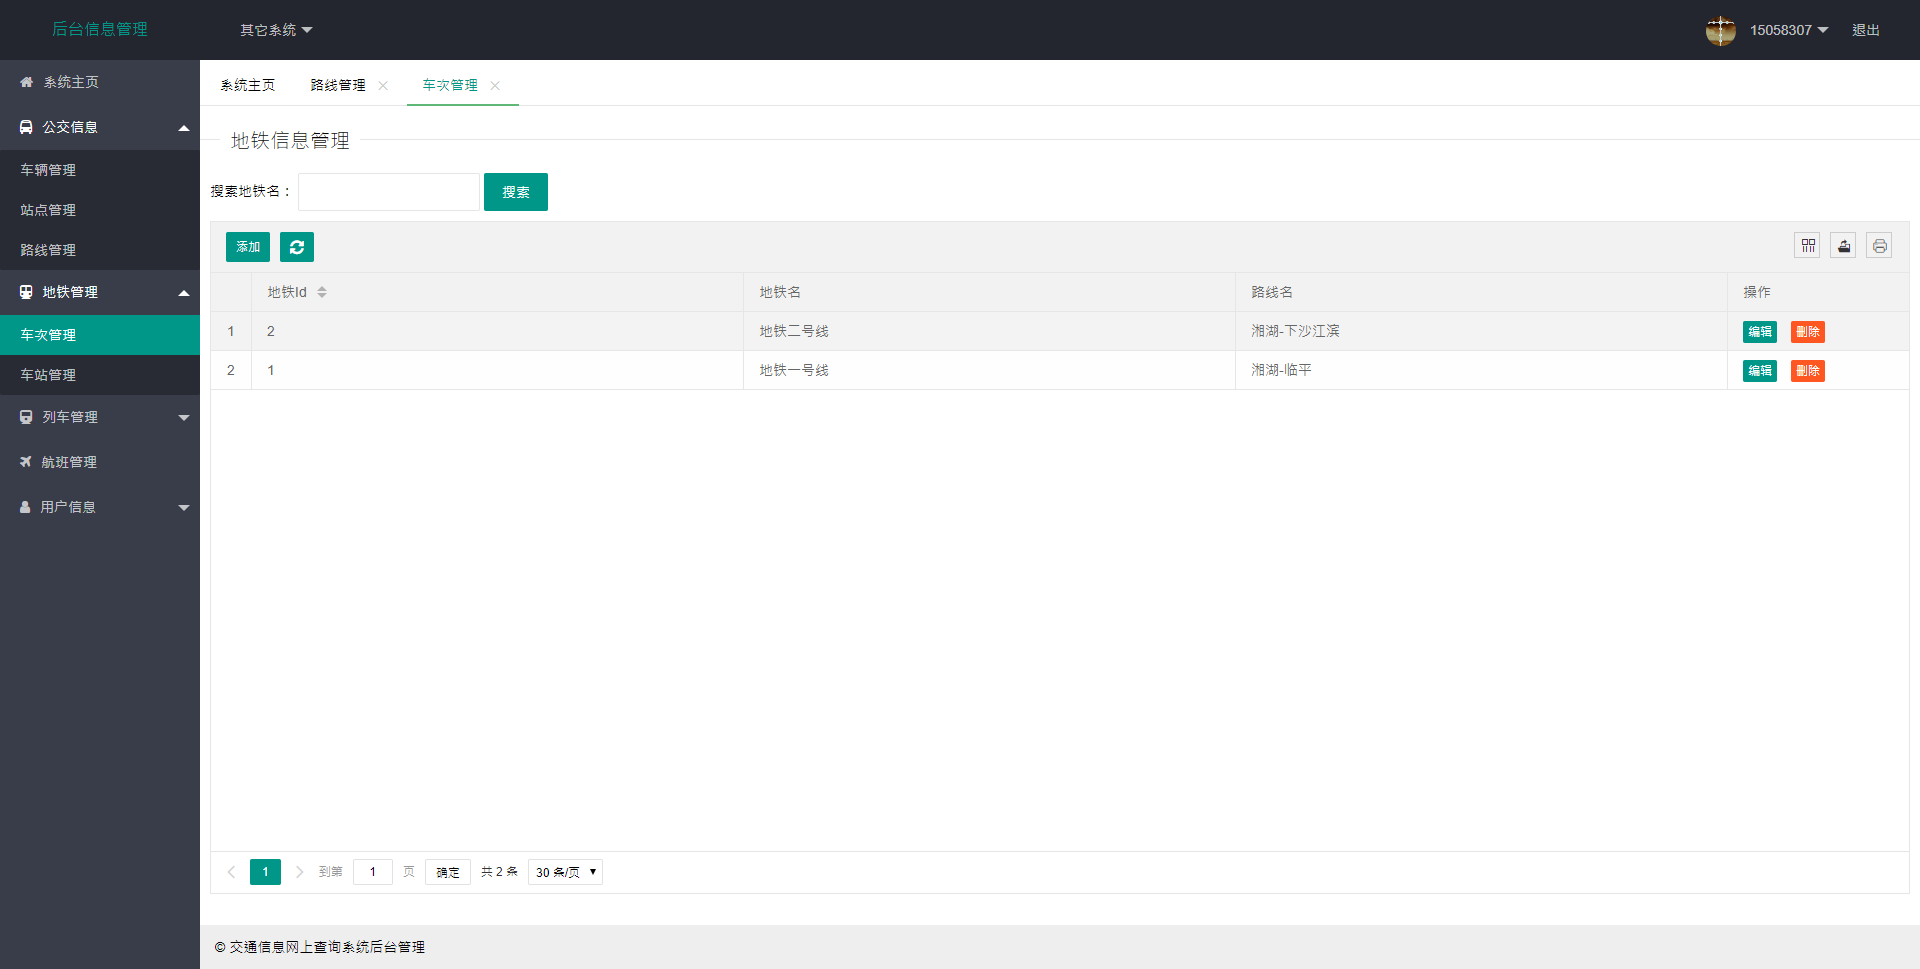 后台信息管理
其它系统
15058307
退出
系统主页
公交信息
车辆管理
站点管理
路线管理
地铁管理
车次管理
车站管理
列车管理
航班管理
用户信息
系统主页 路线管理 车次管理
地铁信息管理
搜索地铁名： 搜索
添加
地铁Id 地铁名 路线名 操作
1 2 地铁二号线 湘湖-下沙江滨 编辑 删除
2 1 地铁一号线 湘湖-临平 编辑 删除
1 到第 1 页 确定 共 2 条 30 条/页
© 交通信息网上查询系统后台管理